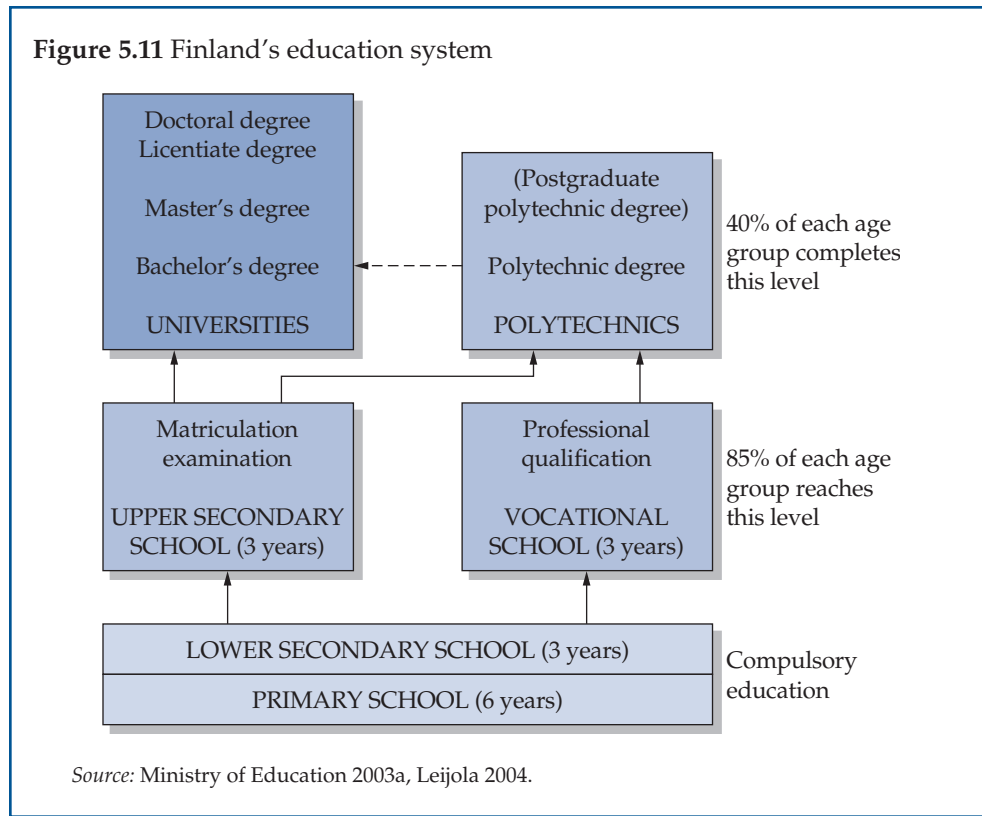 Figure 5.11 Finland's education system
Doctoral degree
Licentiate degree
Master's degree
Bachelor's degree
UNIVERSITIES
(Postgraduate
polytechnic degree)
Polytechnic degree
POLYTECHNICS
40% of each age
group completes
this level
Matriculation
examination
UPPER SECONDARY
SCHOOL (3 years)
Professional
qualification
VOCATIONAL
SCHOOL (3 years)
85% of each age
group reaches
this level
LOWER SECONDARY SCHOOL (3 years)
PRIMARY SCHOOL (6 years)
Compulsory
education
Source: Ministry of Education 2003a, Leijola 2004.